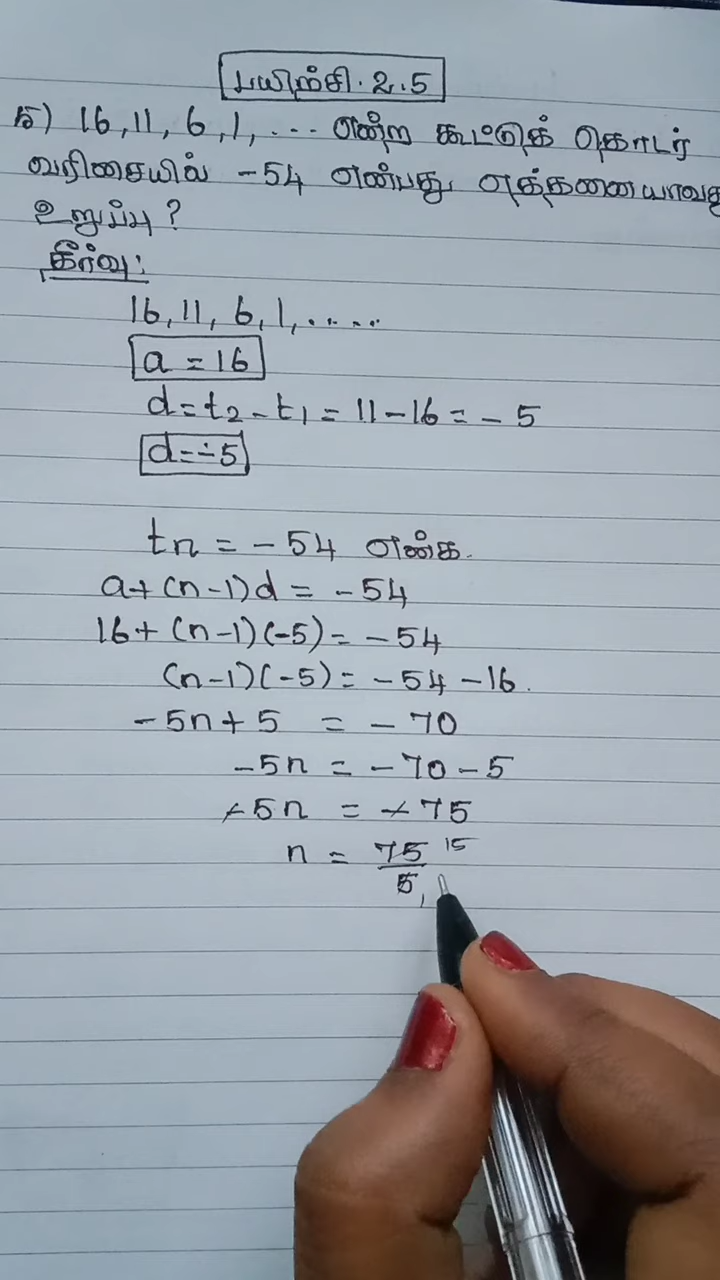 பயிற்சி. 2.5
5) 16, 11, 6, 1, ... என்ற கூட்டுத் தொடர்
வரிசையில் -54 என்பது எத்தனையாவது
உறுப்பு?
தீர்வு:
16, 11, 6, 1, .....
a = 16
d = t2 - t1 = 11 - 16 = - 5
d = -5
tn = - 54 என்க.
a + (n-1)d = - 54
16 + (n-1)(-5) = - 54
(n-1)(-5) = - 54 - 16.
- 5n + 5 = - 70
- 5n = - 70 - 5
- 5n = - 75
n = 75/5 15 1